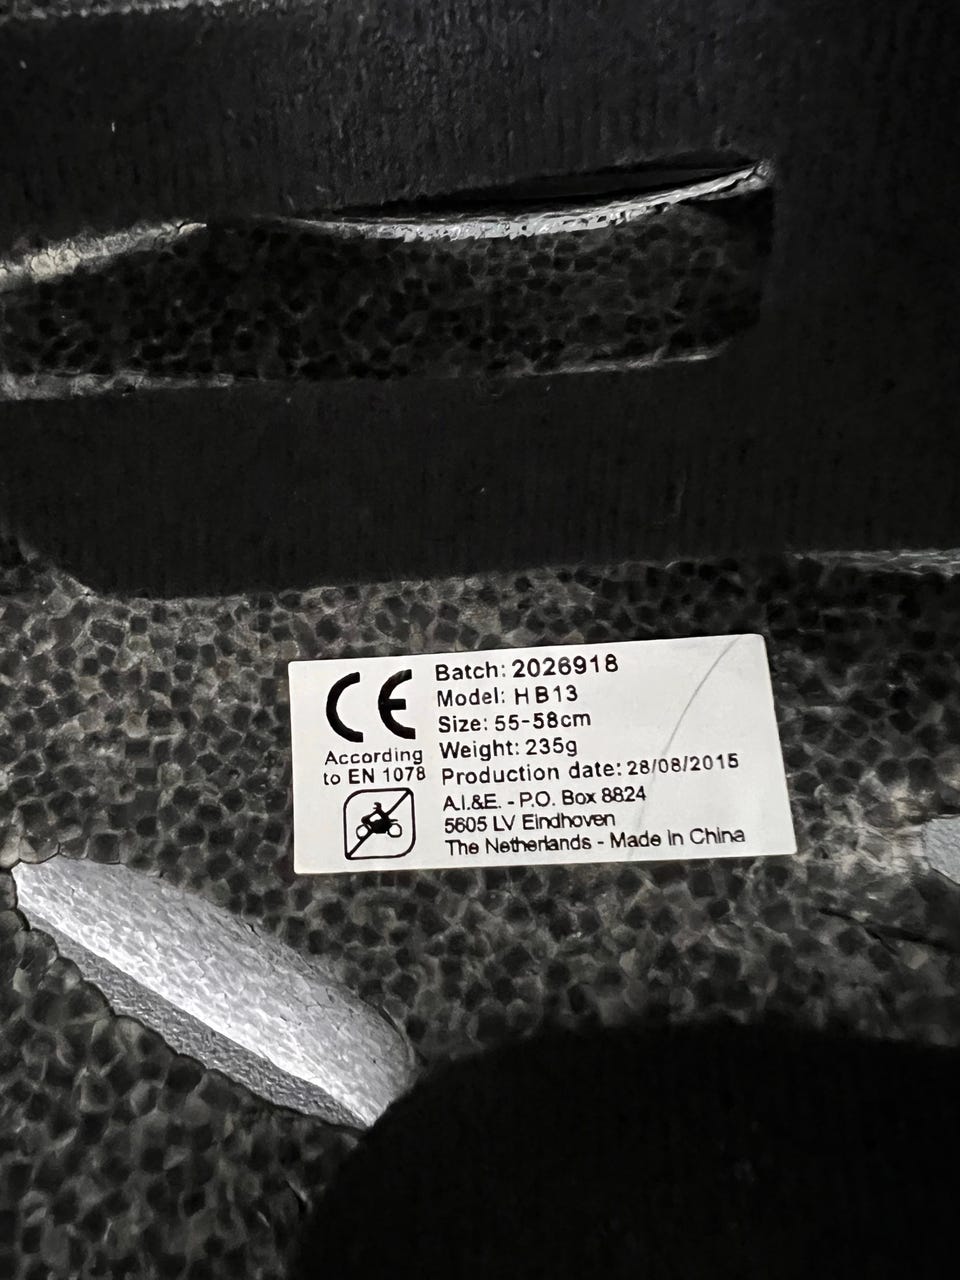 CE
According
to EN 1078
Batch: 2026918
Model: HB13
Size: 55-58cm
Weight: 235g
Production date: 28/08/2015
A.I.&E. - P.O. Box 8824
5605 LV Eindhoven
The Netherlands - Made in China